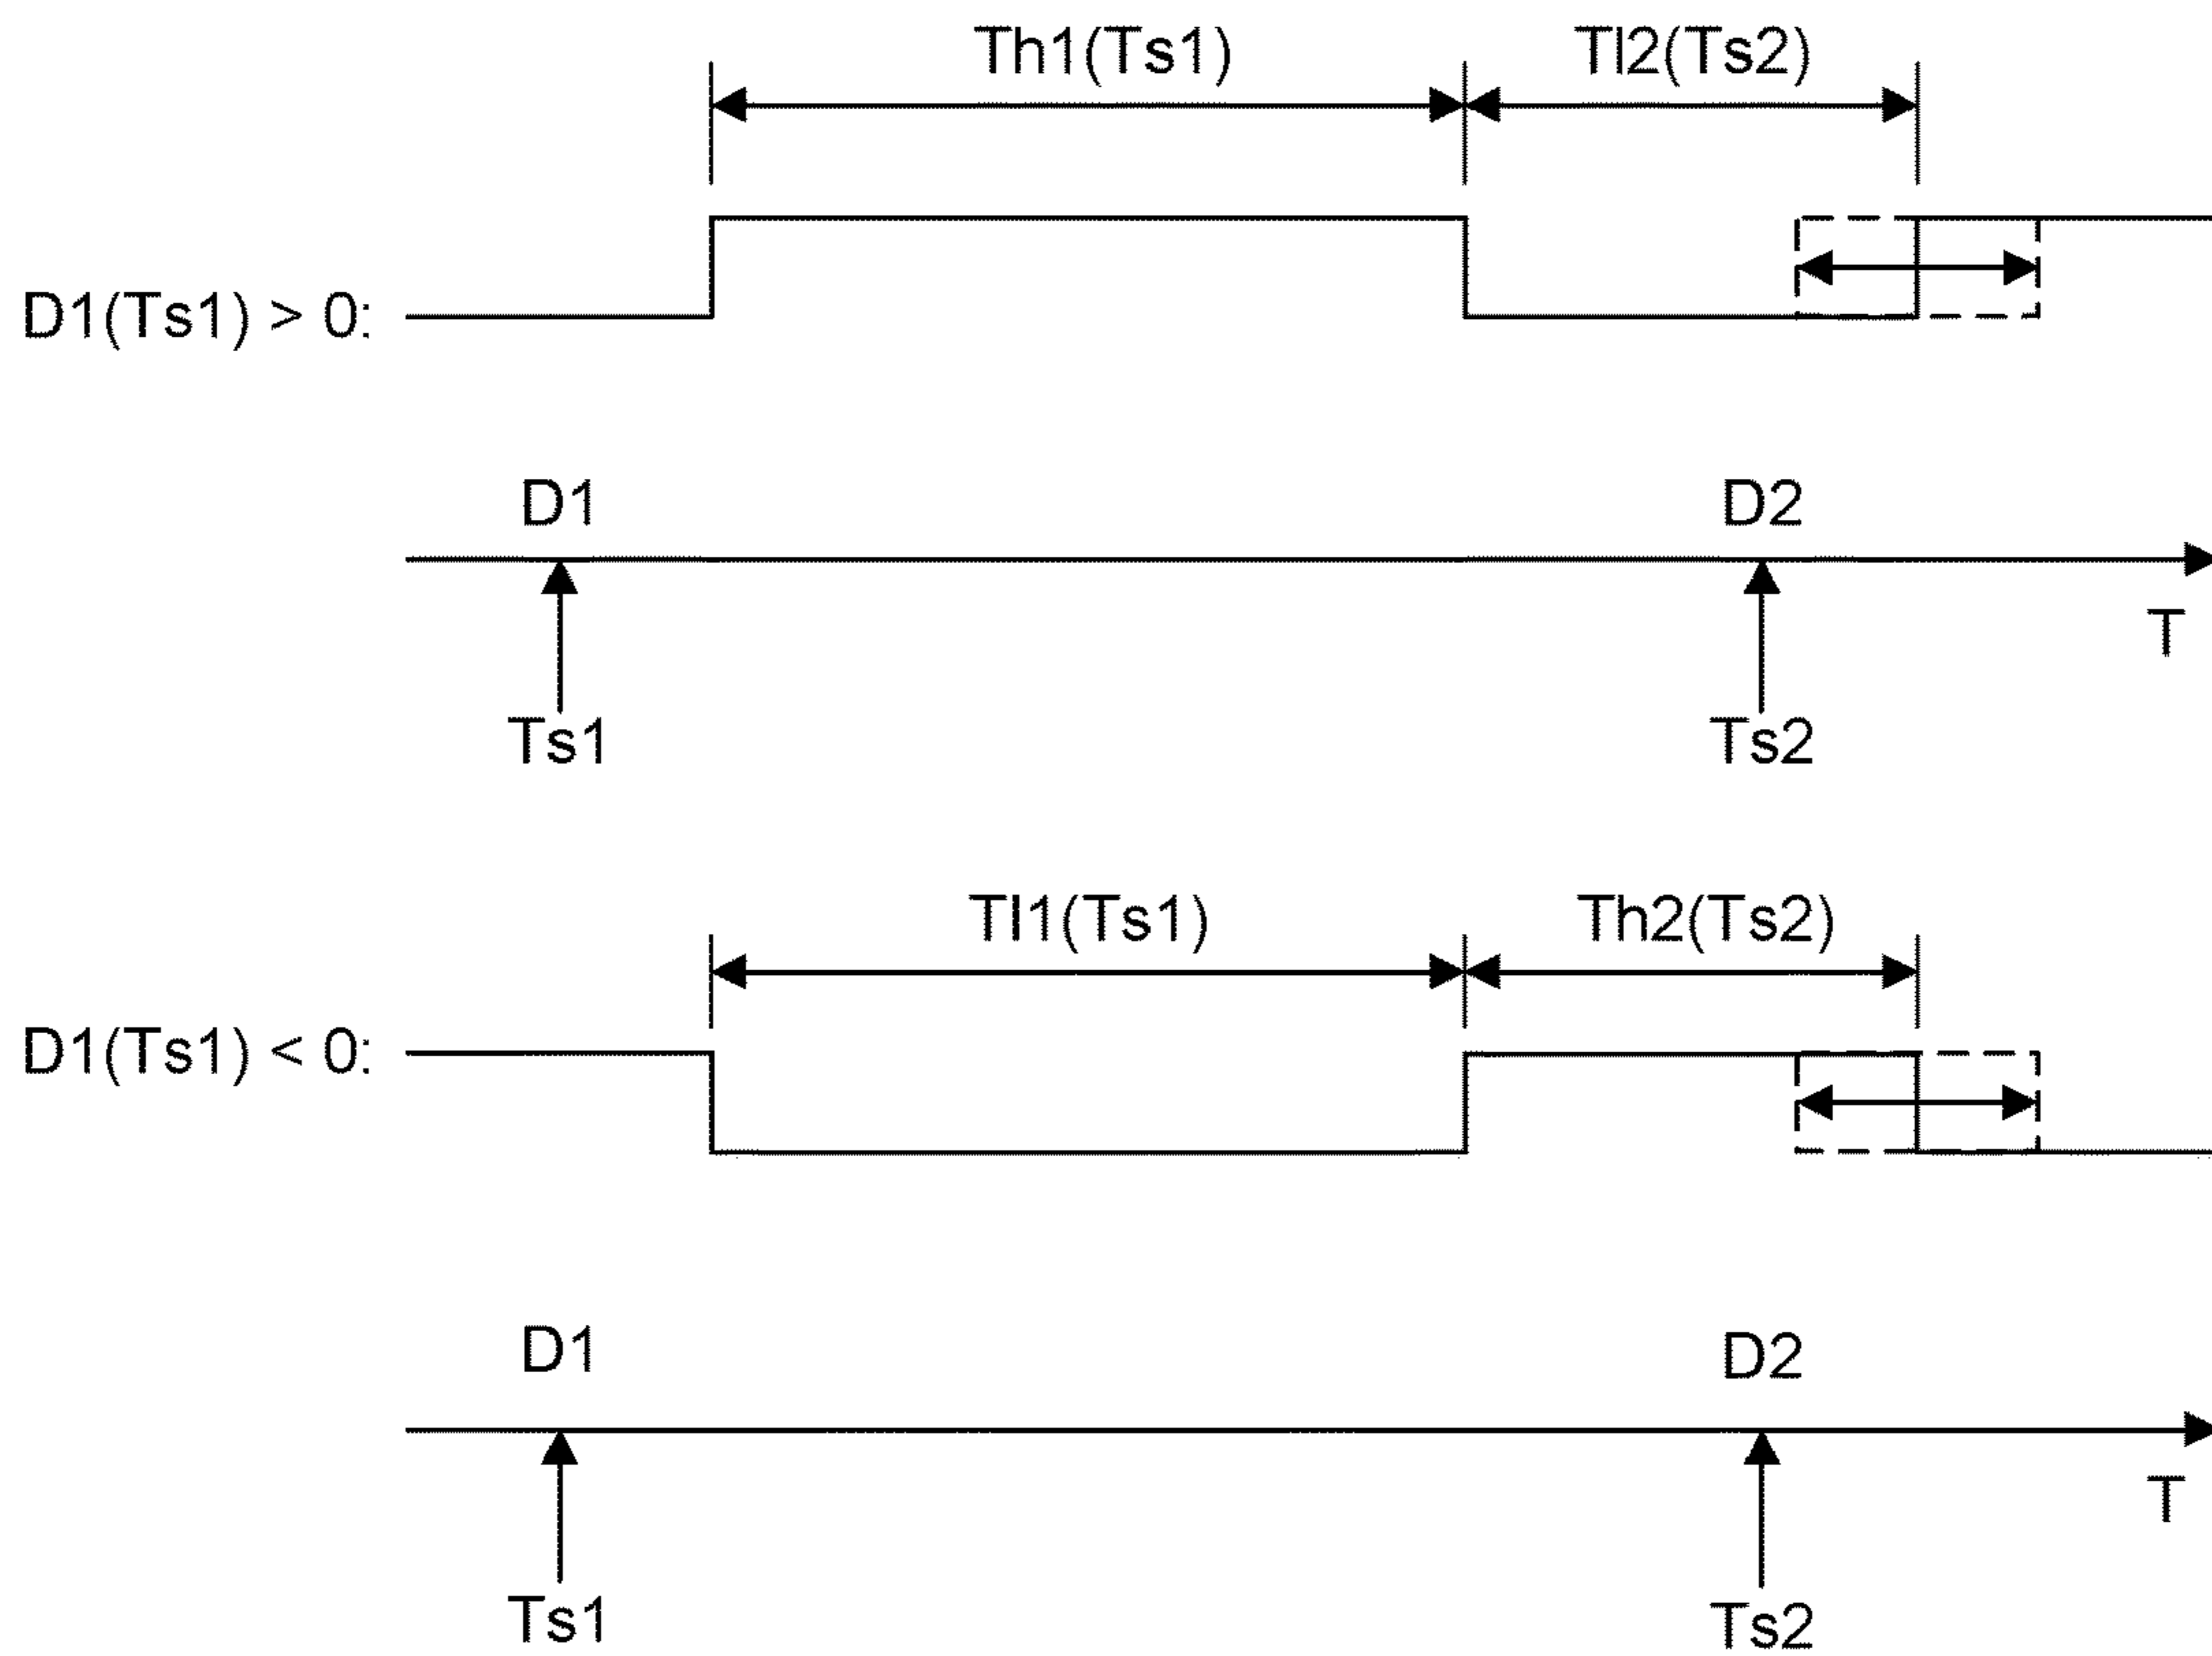 Th1(Ts1) Tl2(Ts2)
D1(Ts1) > 0:
D1 D2
T
Ts1 Ts2
Tl1(Ts1) Th2(Ts2)
D1(Ts1) < 0:
D1 D2
T
Ts1 Ts2